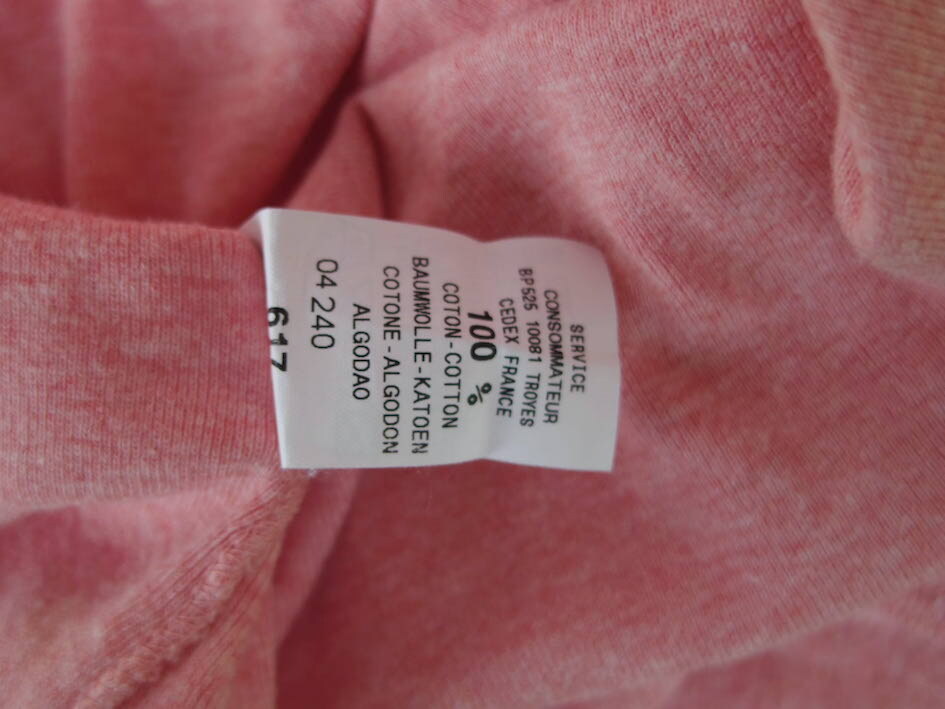 SERVICE
CONSOMMATEUR
BP525 10081 TROYES
CEDEX FRANCE
100 %
COTON-COTTON
BAUMWOLLE-KATOEN
COTONE-ALGODON
ALGODAO
04 240
617